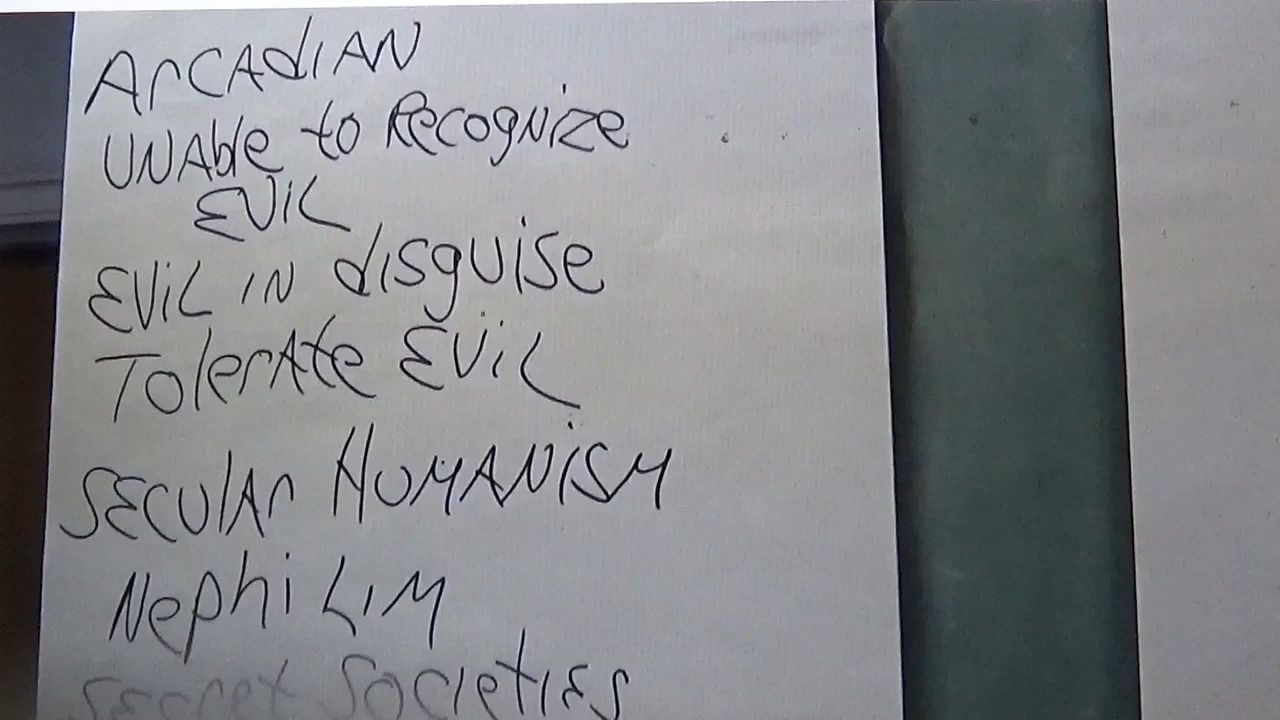 ArCAdIAN
UNAble to Recognize
EViL
EViL IN disguise
TolerAte EViL
SECULAr HUMANiSM
NephiLIM
Secret SocietiES